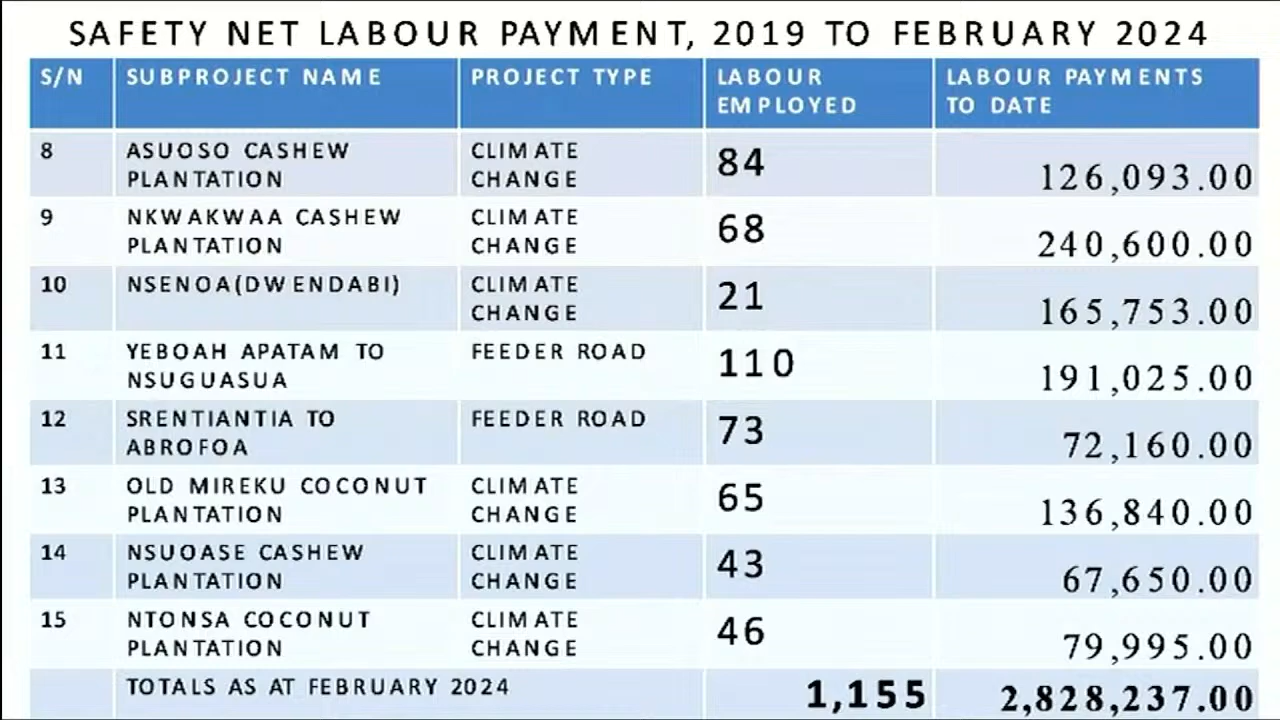 SAFETY NET LABOUR PAYMENT, 2019 TO FEBRUARY 2024
S/N SUBPROJECT NAME PROJECT TYPE LABOUR EMPLOYED LABOUR PAYMENTS TO DATE
8 ASUOSO CASHEW PLANTATION CLIMATE CHANGE 84 126,093.00
9 NKWAKWAA CASHEW PLANTATION CLIMATE CHANGE 68 240,600.00
10 NSENOA(DWENDABI) CLIMATE CHANGE 21 165,753.00
11 YEBOAH APATAM TO NSUGUASUA FEEDER ROAD 110 191,025.00
12 SRENTIANTIA TO ABROFOA FEEDER ROAD 73 72,160.00
13 OLD MIREKU COCONUT PLANTATION CLIMATE CHANGE 65 136,840.00
14 NSUOASE CASHEW PLANTATION CLIMATE CHANGE 43 67,650.00
15 NTONSA COCONUT PLANTATION CLIMATE CHANGE 46 79,995.00
TOTALS AS AT FEBRUARY 2024 1,155 2,828,237.00